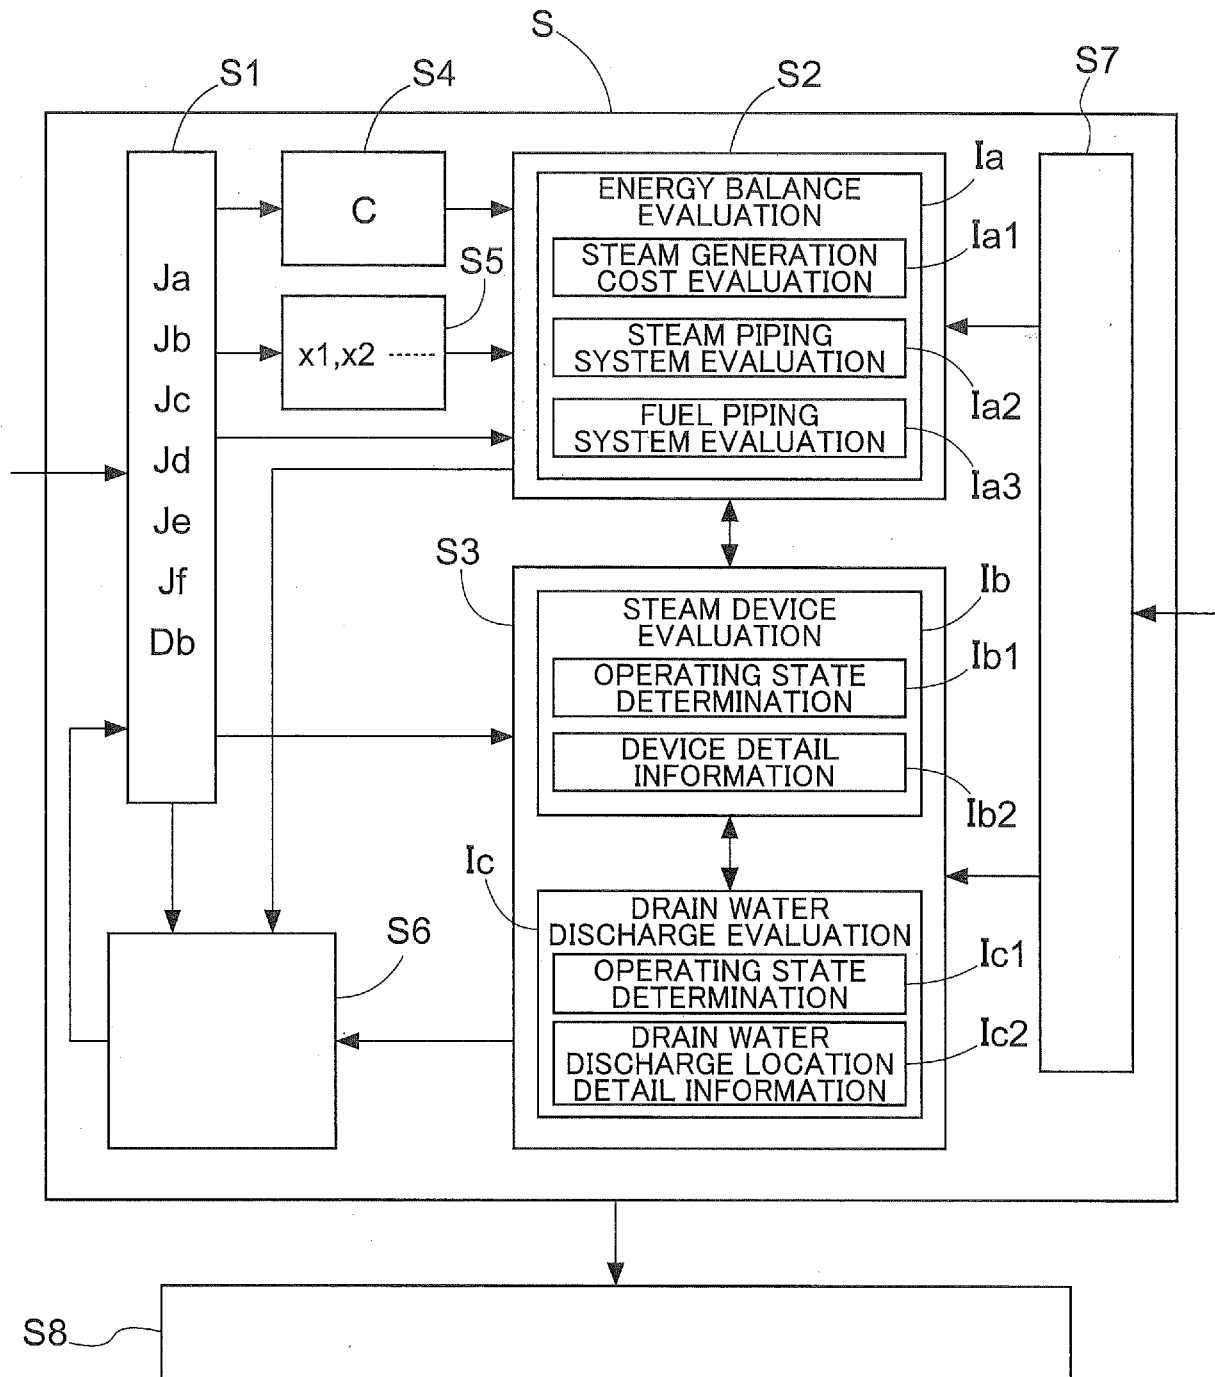 S
S1
S4
S2
S7
C
S5
x1,x2 ------
Ja
Jb
Jc
Jd
Je
Jf
Db
ENERGY BALANCE
EVALUATION
Ia
STEAM GENERATION
COST EVALUATION
Ia1
STEAM PIPING
SYSTEM EVALUATION
Ia2
FUEL PIPING
SYSTEM EVALUATION
Ia3
S3
STEAM DEVICE
EVALUATION
Ib
OPERATING STATE
DETERMINATION
Ib1
DEVICE DETAIL
INFORMATION
Ib2
Ic
DRAIN WATER
DISCHARGE EVALUATION
OPERATING STATE
DETERMINATION
Ic1
DRAIN WATER
DISCHARGE LOCATION
DETAIL INFORMATION
Ic2
S6
S8